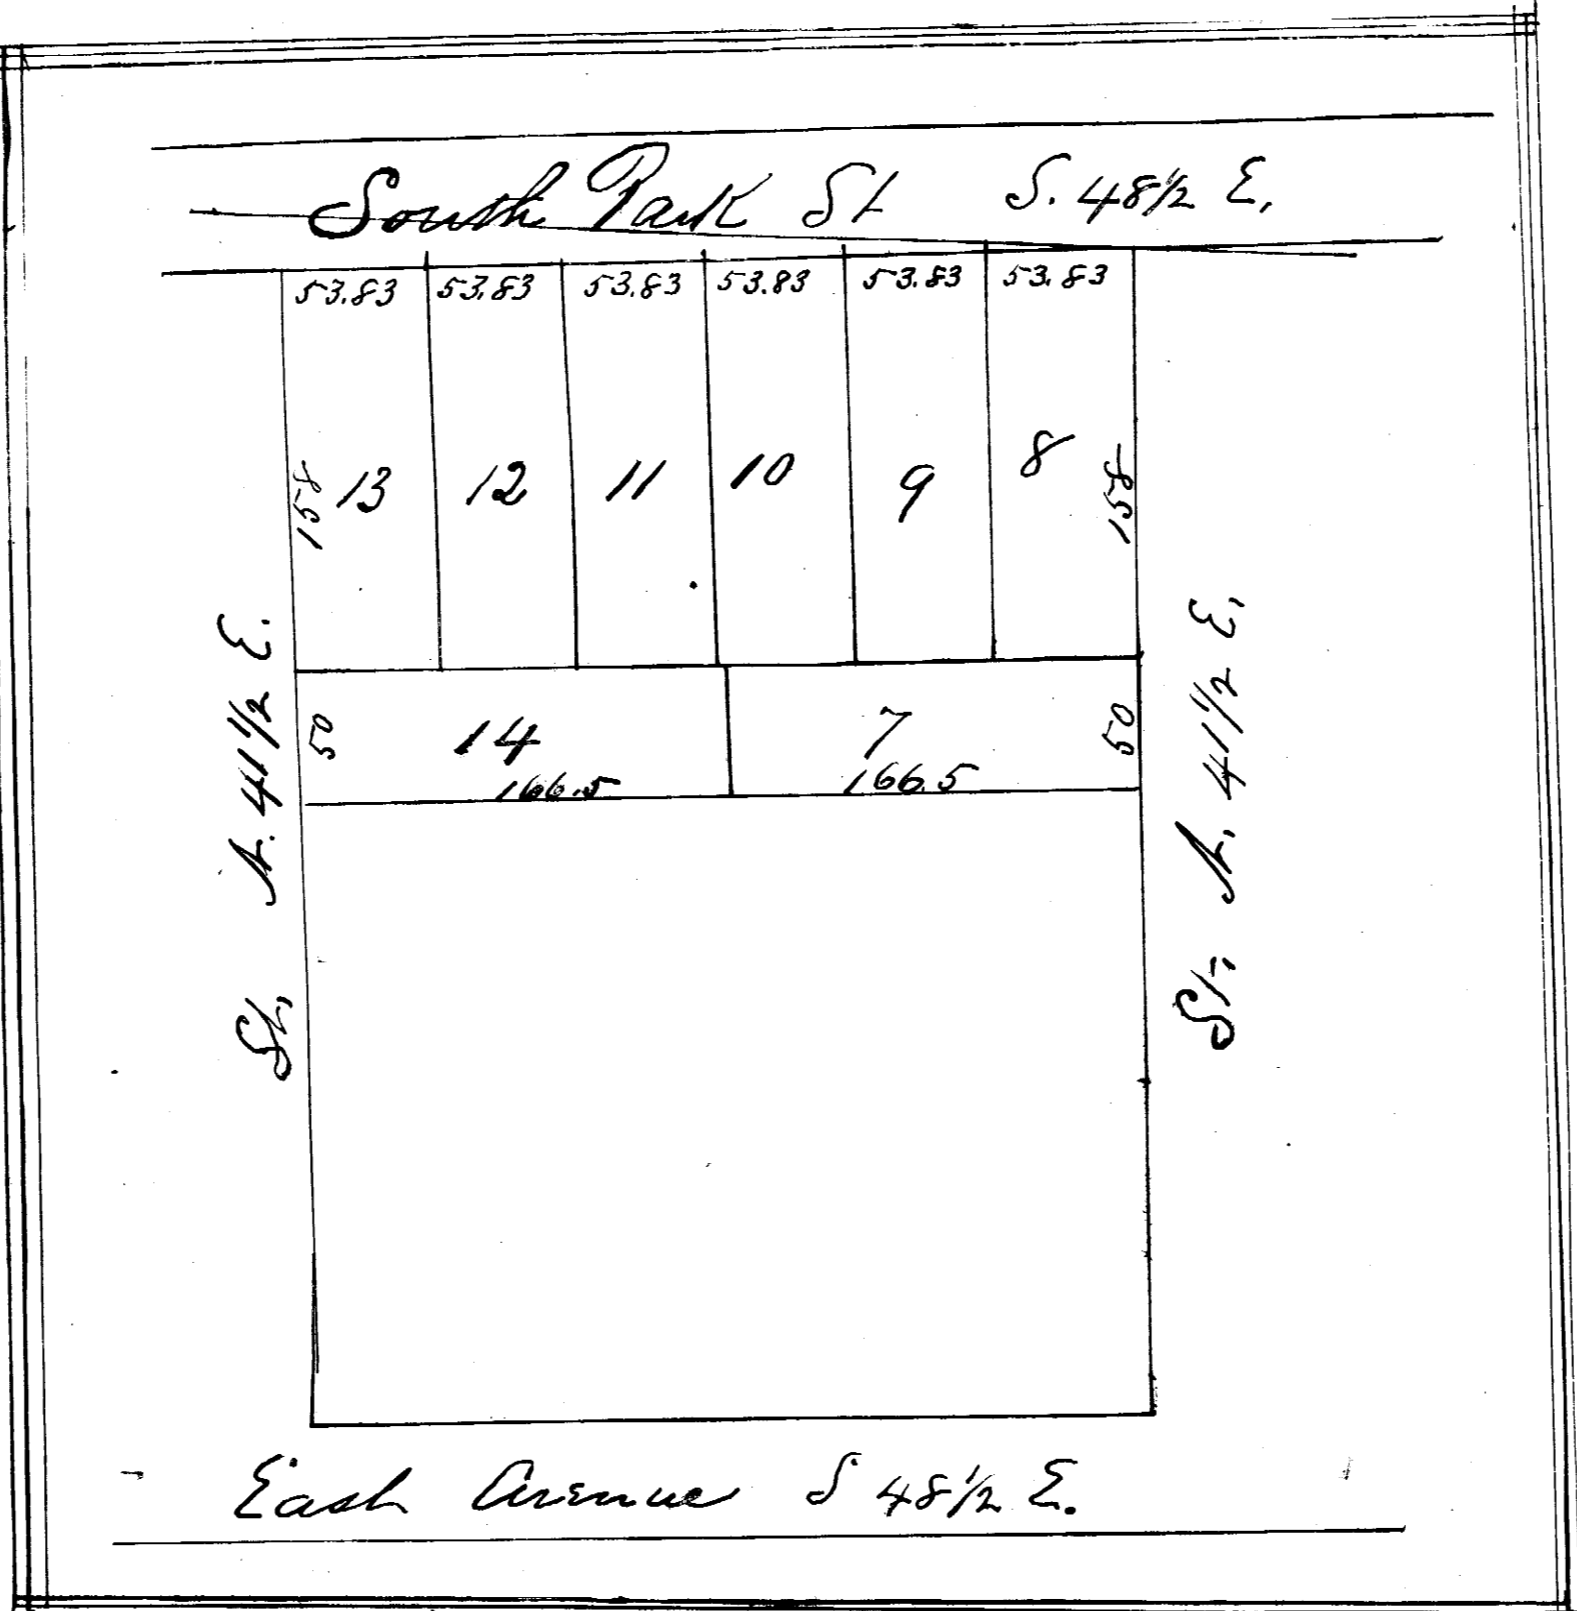 South Park St S. 48½ E.
53.83 53.83 53.83 53.83 53.83 53.83
158 13 12 11 10 9 8 158
50 14 7 50
166.5 166.5
St. N. 41½ E.
St. N. 41½ E.
East Avenue S 48½ E.